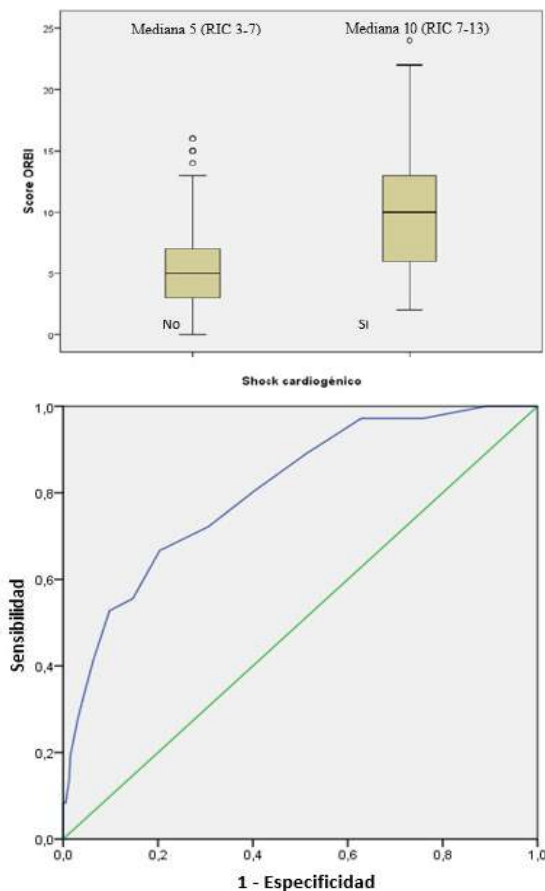 Mediana 5 (RIC 3-7)
Mediana 10 (RIC 7-13)
Score ORBI
25
20
15
10
5
0
No
Si
Shock cardiogénico
Sensibilidad
1,0
0,8
0,6
0,4
0,2
0,0
0,0
0,2
0,4
0,6
0,8
1,0
1 - Especificidad